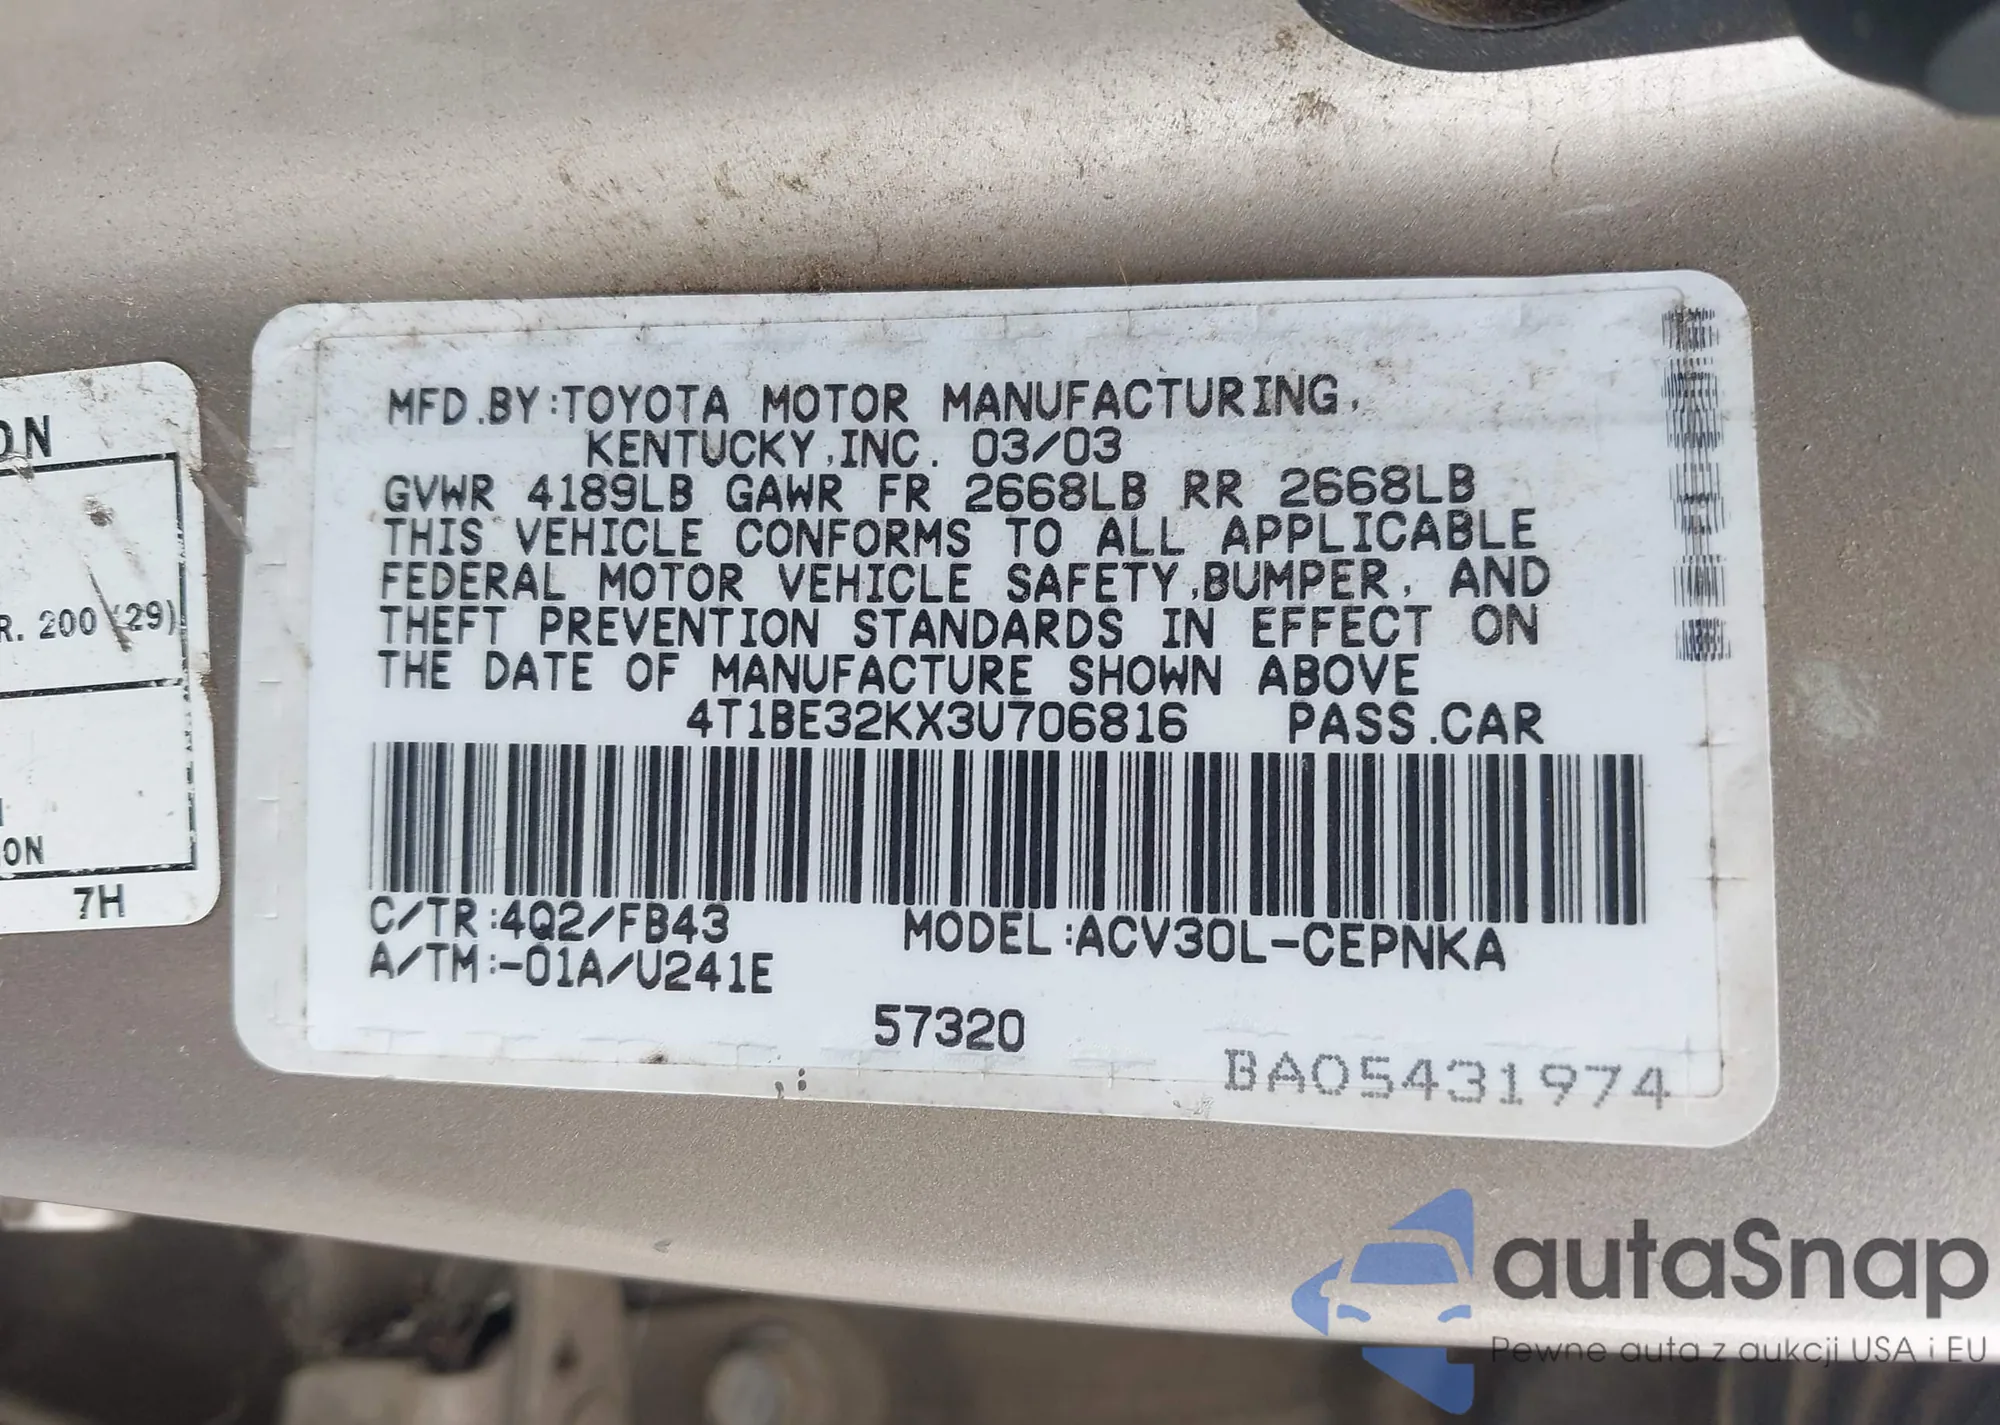 MFD.BY:TOYOTA MOTOR MANUFACTURING,
KENTUCKY,INC. 03/03
GVWR 4189LB GAWR FR 2668LB RR 2668LB
THIS VEHICLE CONFORMS TO ALL APPLICABLE
FEDERAL MOTOR VEHICLE SAFETY,BUMPER, AND
THEFT PREVENTION STANDARDS IN EFFECT ON
THE DATE OF MANUFACTURE SHOWN ABOVE
4T1BE32KX3U706816 PASS.CAR
C/TR:4Q2/FB43 MODEL:ACV30L-CEPNKA
A/TM:-01A/U241E
57320
BA05431974
R. 200 (29)
ON
7H
autaSnap
Pewne auta z aukcji USA i EU